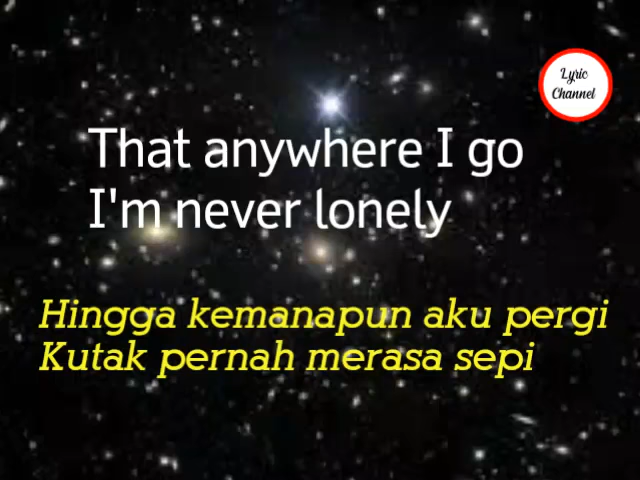 Lyric
Channel
That anywhere I go
I'm never lonely
Hingga kemanapun aku pergi
Kutak pernah merasa sepi